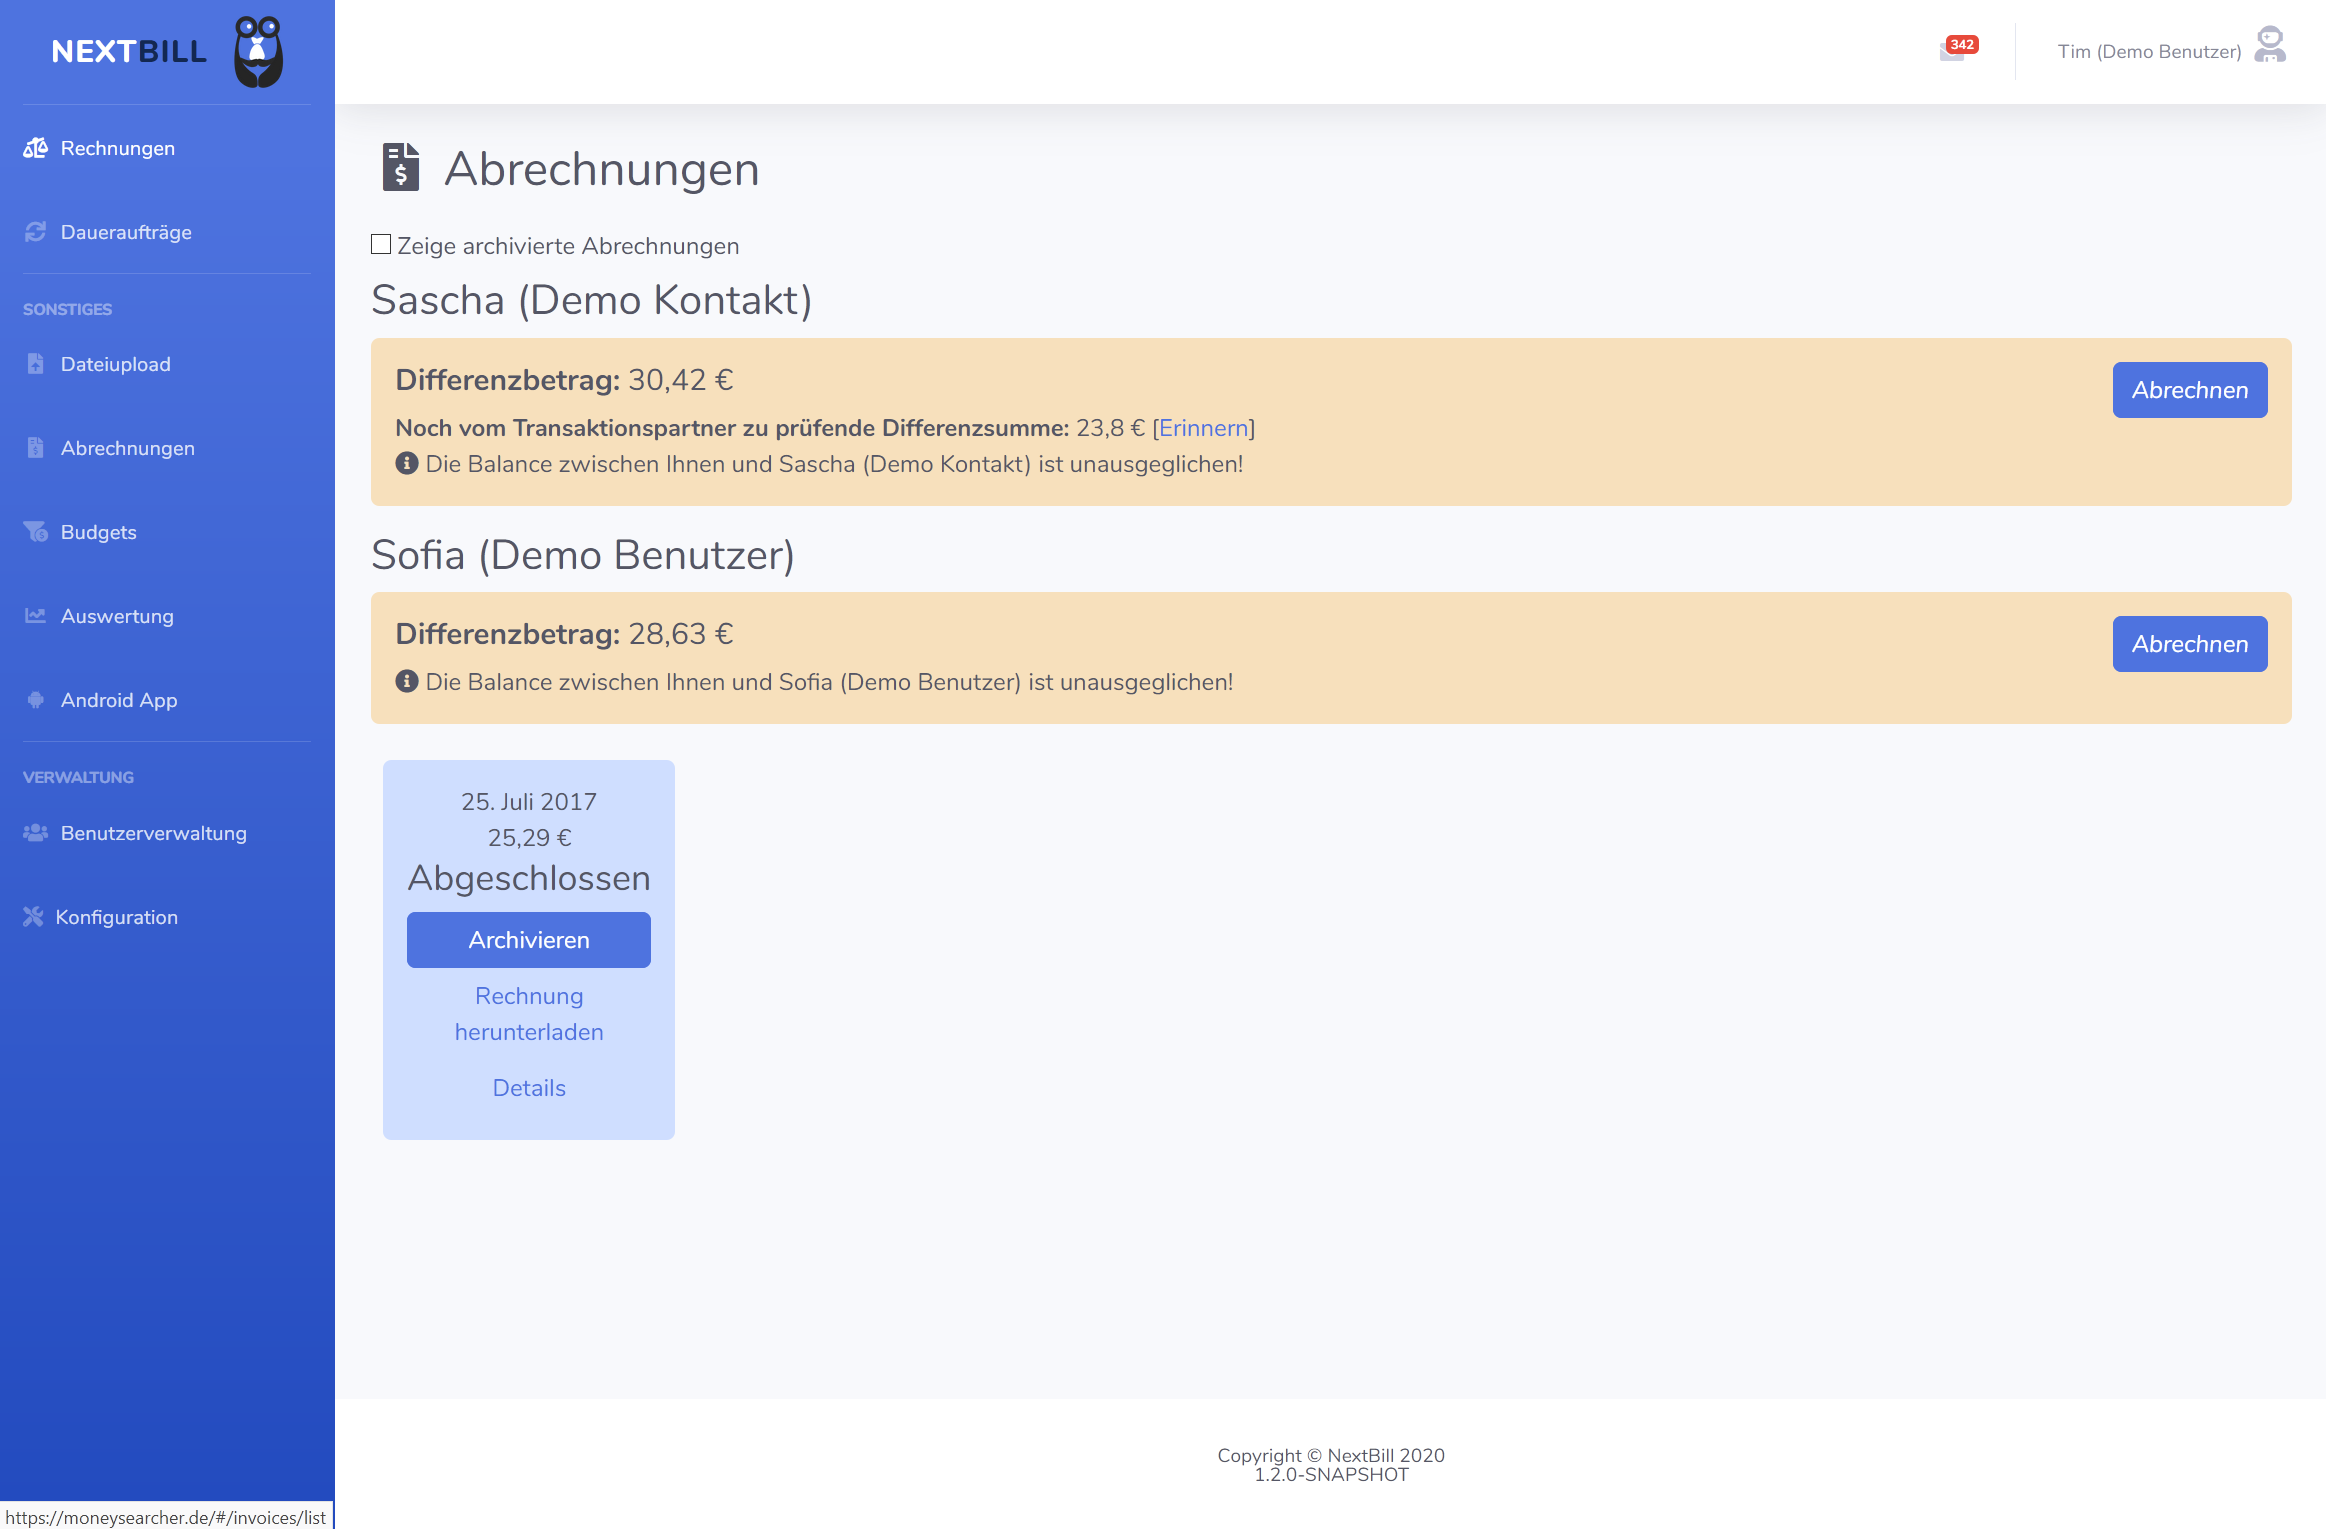 NEXTBILL
342
Tim (Demo Benutzer)
Rechnungen
Daueraufträge
SONSTIGES
Dateiupload
Abrechnungen
Budgets
Auswertung
Android App
VERWALTUNG
Benutzerverwaltung
Konfiguration
https://moneysearcher.de/#/invoices/list
Abrechnungen
Zeige archivierte Abrechnungen
Sascha (Demo Kontakt)
Differenzbetrag: 30,42 €
Abrechnen
Noch vom Transaktionspartner zu prüfende Differenzsumme: 23,8 € [Erinnern]
Die Balance zwischen Ihnen und Sascha (Demo Kontakt) ist unausgeglichen!
Sofia (Demo Benutzer)
Differenzbetrag: 28,63 €
Abrechnen
Die Balance zwischen Ihnen und Sofia (Demo Benutzer) ist unausgeglichen!
25. Juli 2017
25,29 €
Abgeschlossen
Archivieren
Rechnung
herunterladen
Details
Copyright © NextBill 2020
1.2.0-SNAPSHOT